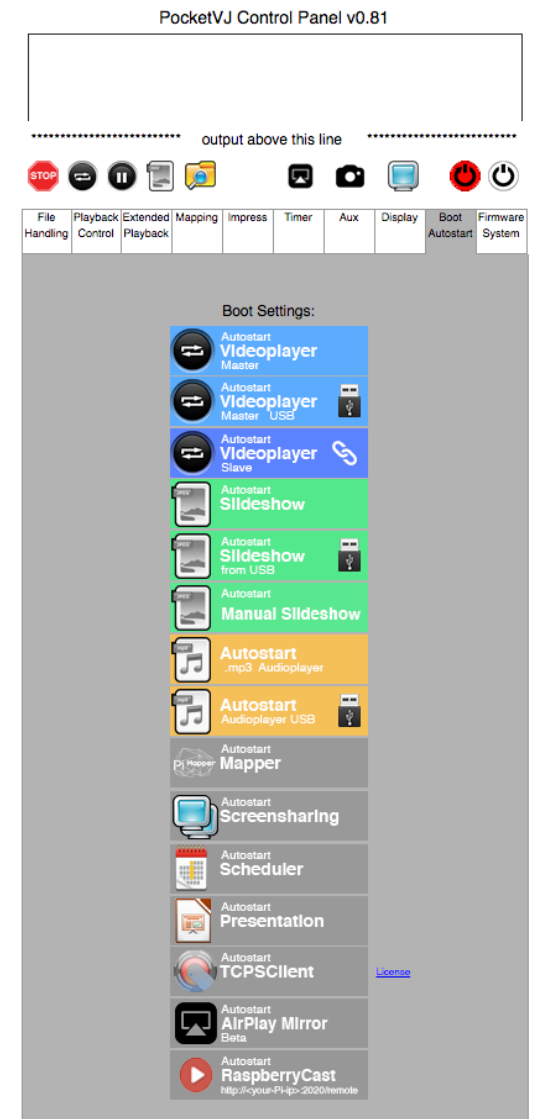 PocketVJ Control Panel v0.81
*************************** output above this line ***************************
STOP
File Handling
Playback Control
Extended Playback
Mapping
Impress
Timer
Aux
Display
Boot Autostart
Firmware System
Boot Settings:
Autostart
Videoplayer
Master
Autostart
Videoplayer
Master USB
Autostart
Videoplayer
Slave
Autostart
Slideshow
Autostart
Slideshow
from USB
Autostart
Manual Slideshow
Autostart
.mp3 Audioplayer
Autostart
Audioplayer USB
Pi Mapper
Autostart
Mapper
Autostart
Screensharing
Autostart
Scheduler
Autostart
Presentation
Autostart
TCPSClient
License
Autostart
AirPlay Mirror
Beta
Autostart
RaspberryCast
http://<your-Pi-ip>:2020/remote